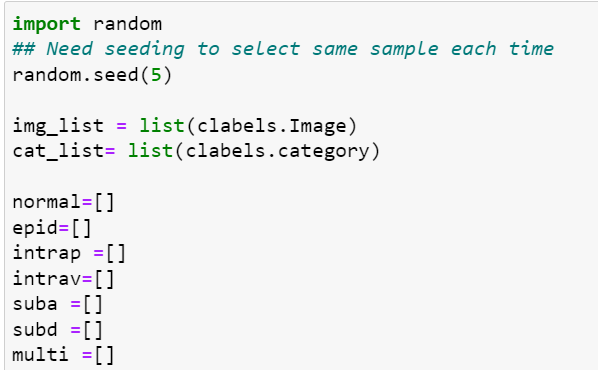 import random
## Need seeding to select same sample each time
random.seed(5)
img_list = list(clabels.Image)
cat_list= list(clabels.category)
normal=[]
epid=[]
intrap =[]
intrav=[]
suba =[]
subd =[]
multi =[]